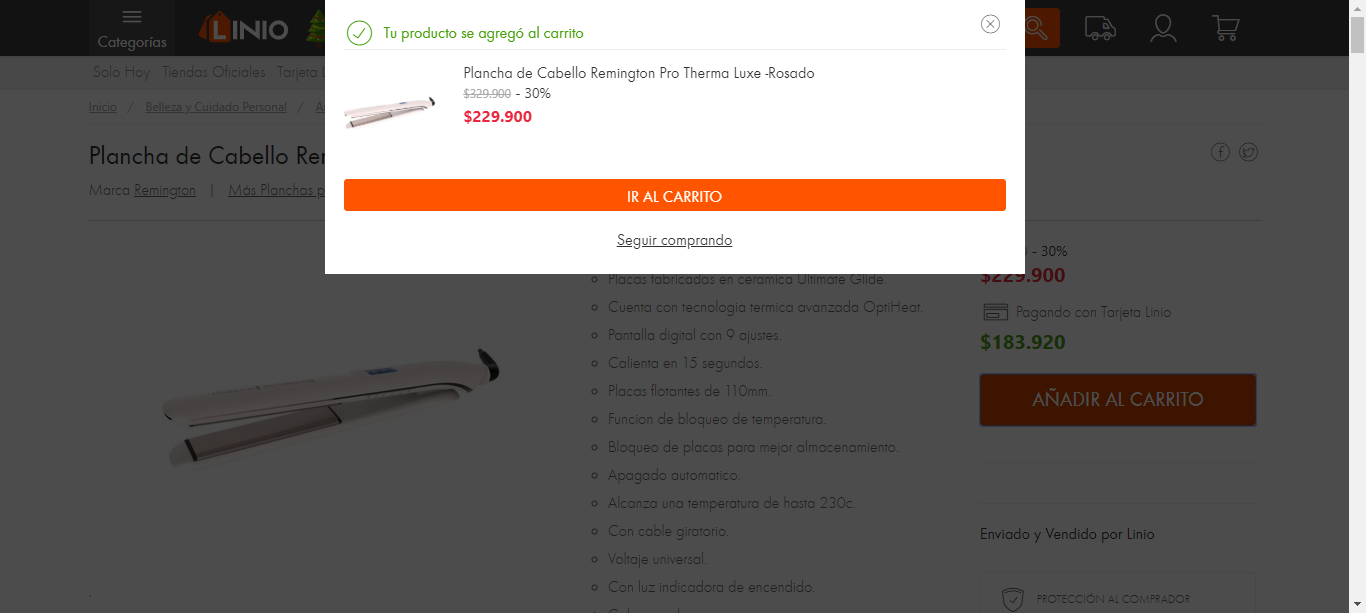 Categorías
LINIO
Solo Hoy Tiendas Oficiales Tarjeta
Inicio / Belleza y Cuidado Personal /
Plancha de Cabello
Marca Remington | Más Planchas
Tu producto se agregó al carrito
Plancha de Cabello Remington Pro Therma Luxe -Rosado
$329.900 - 30%
$229.900
IR AL CARRITO
Seguir comprando
Placas fabricadas en ceramica Ultimate Glide.
Cuenta con tecnologia termica avanzada OptiHeat.
Pantalla digital con 9 ajustes.
Calienta en 15 segundos.
Placas flotantes de 110mm.
Funcion de bloqueo de temperatura.
Bloqueo de placas para mejor almacenamiento.
Apagado automatico.
Alcanza una temperatura de hasta 230c.
Con cable giratorio.
Voltaje universal.
Con luz indicadora de encendido.
- 30%
$229.900
Pagando con Tarjeta Linio
$183.920
AÑADIR AL CARRITO
Enviado y Vendido por Linio
PROTECCIÓN AL COMPRADOR